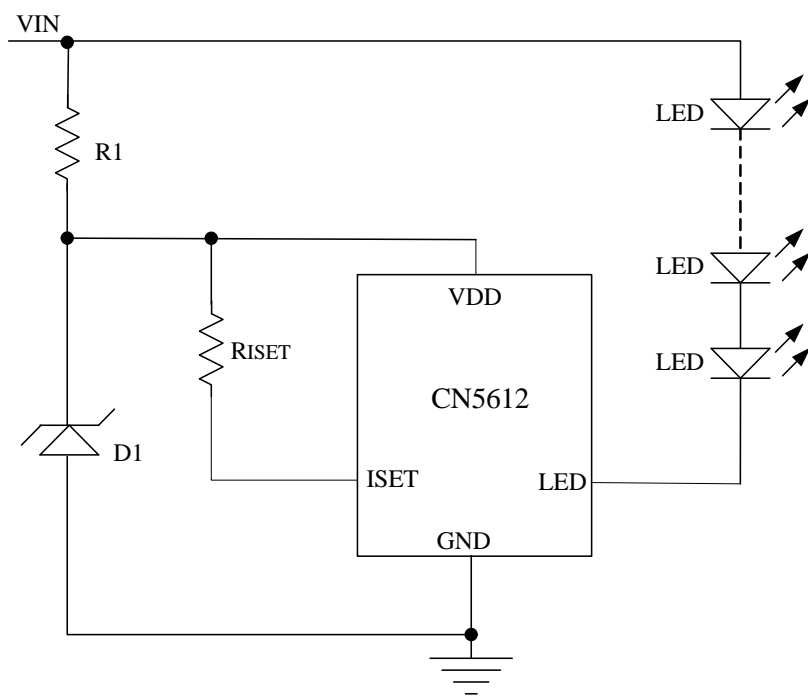 VIN
LED
R1
LED
VDD
RISET
LED
CN5612
D1
ISET
LED
GND